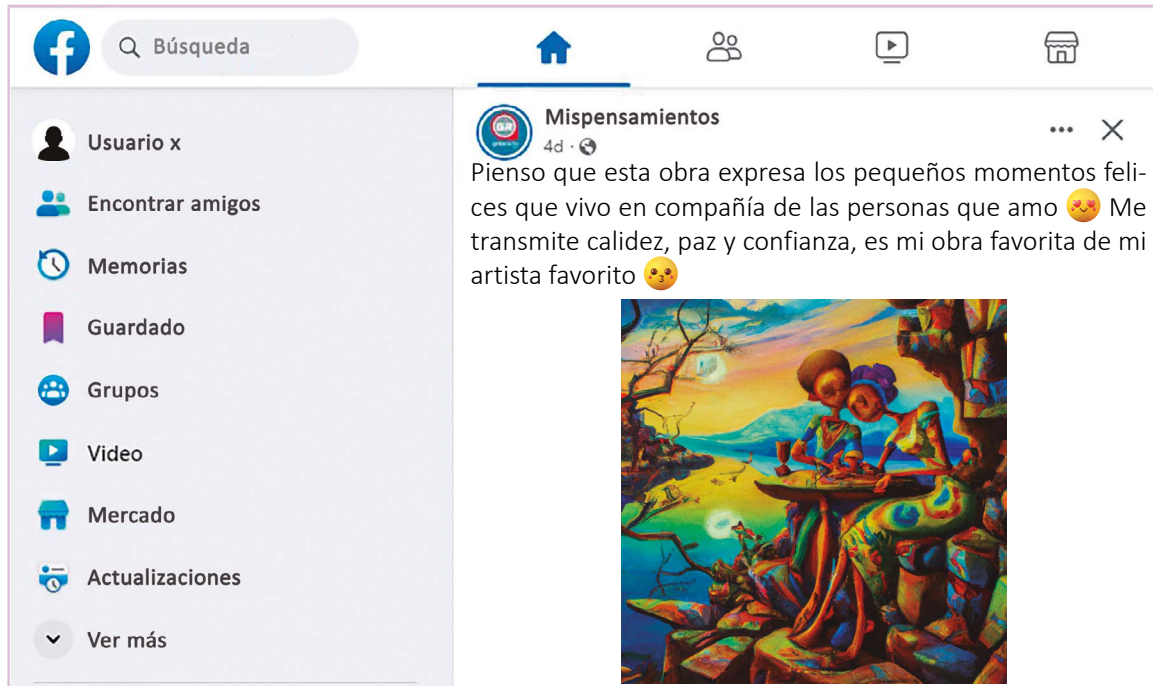 Búsqueda
Usuario x
Encontrar amigos
Memorias
Guardado
Grupos
Video
Mercado
Actualizaciones
Ver más
Mispensamientos
4d ·
Pienso que esta obra expresa los pequeños momentos feli-
ces que vivo en compañía de las personas que amo 🥰 Me
transmite calidez, paz y confianza, es mi obra favorita de mi
artista favorito 😗